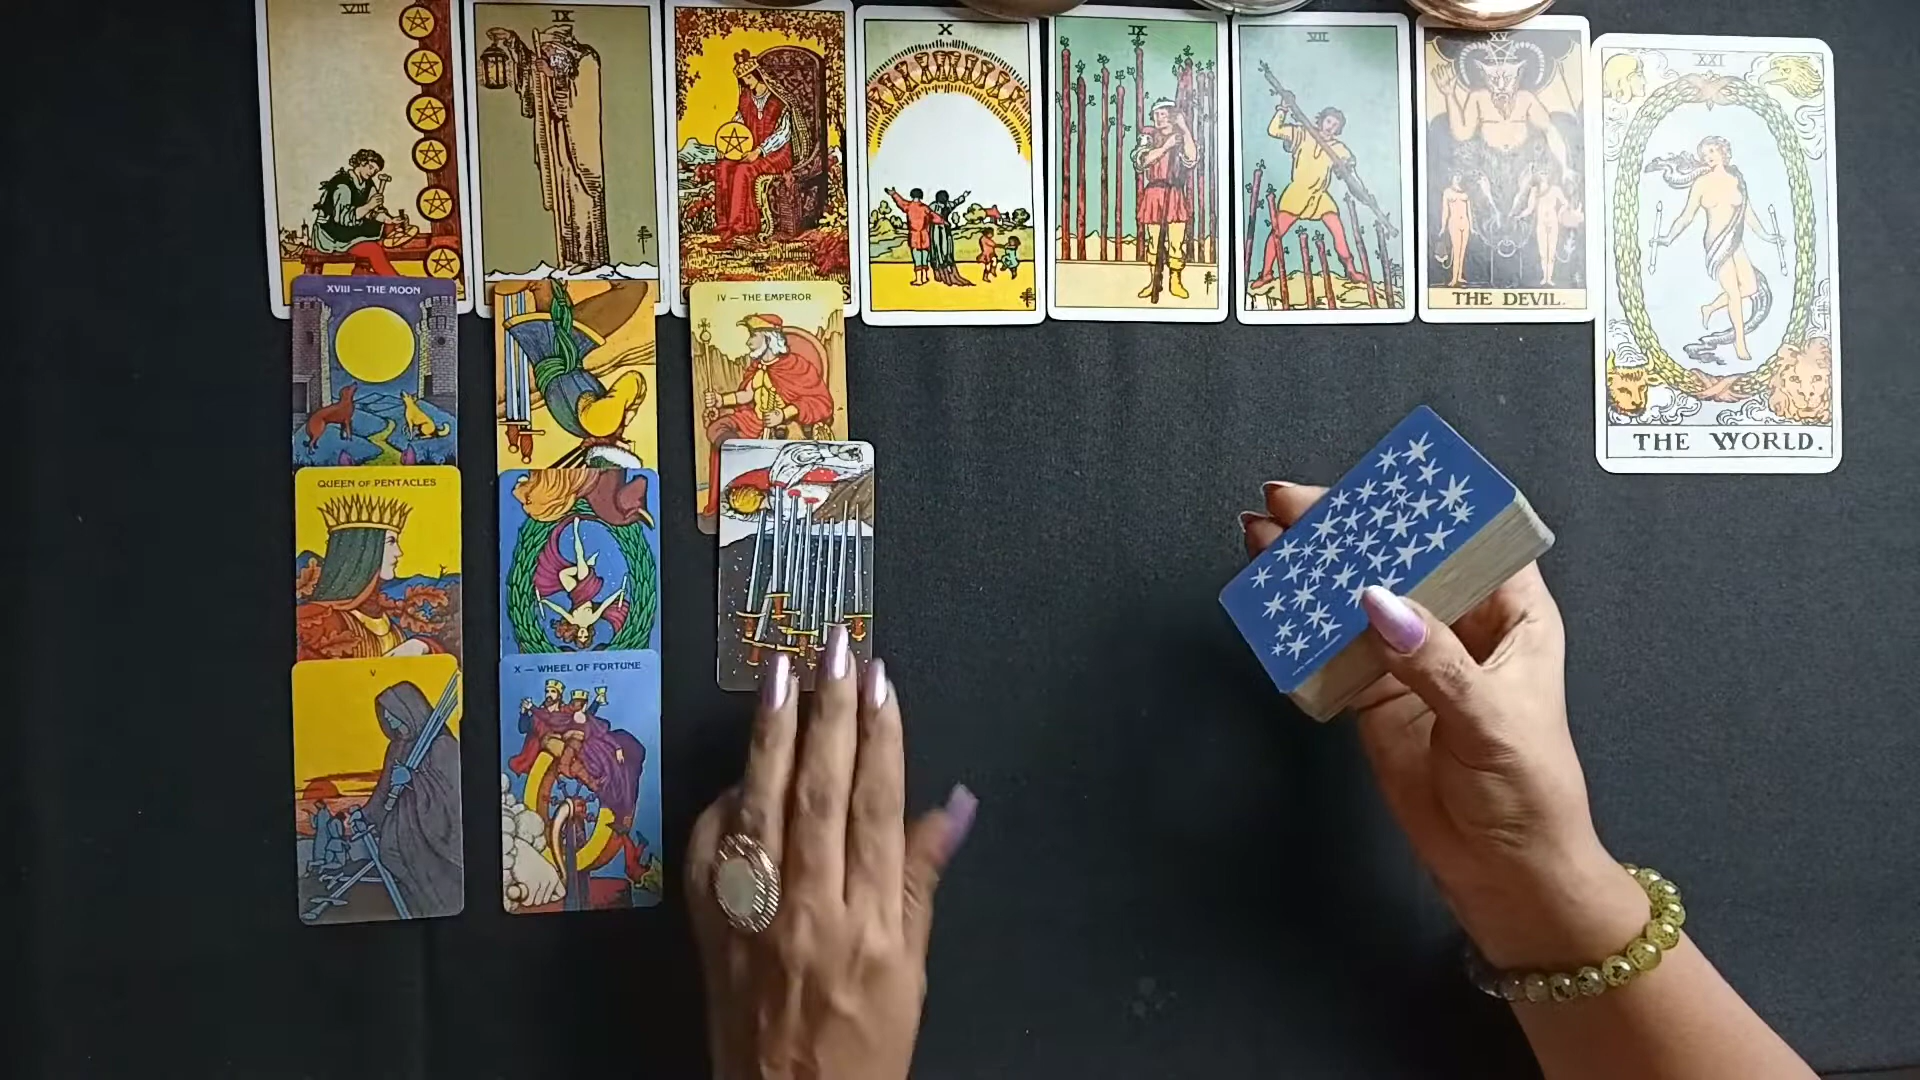 VIII
IX
X
IX
VII
XV
THE DEVIL.
XXI
THE WORLD.
XVIII — THE MOON
IV — THE EMPEROR
QUEEN OF PENTACLES
V
X — WHEEL OF FORTUNE